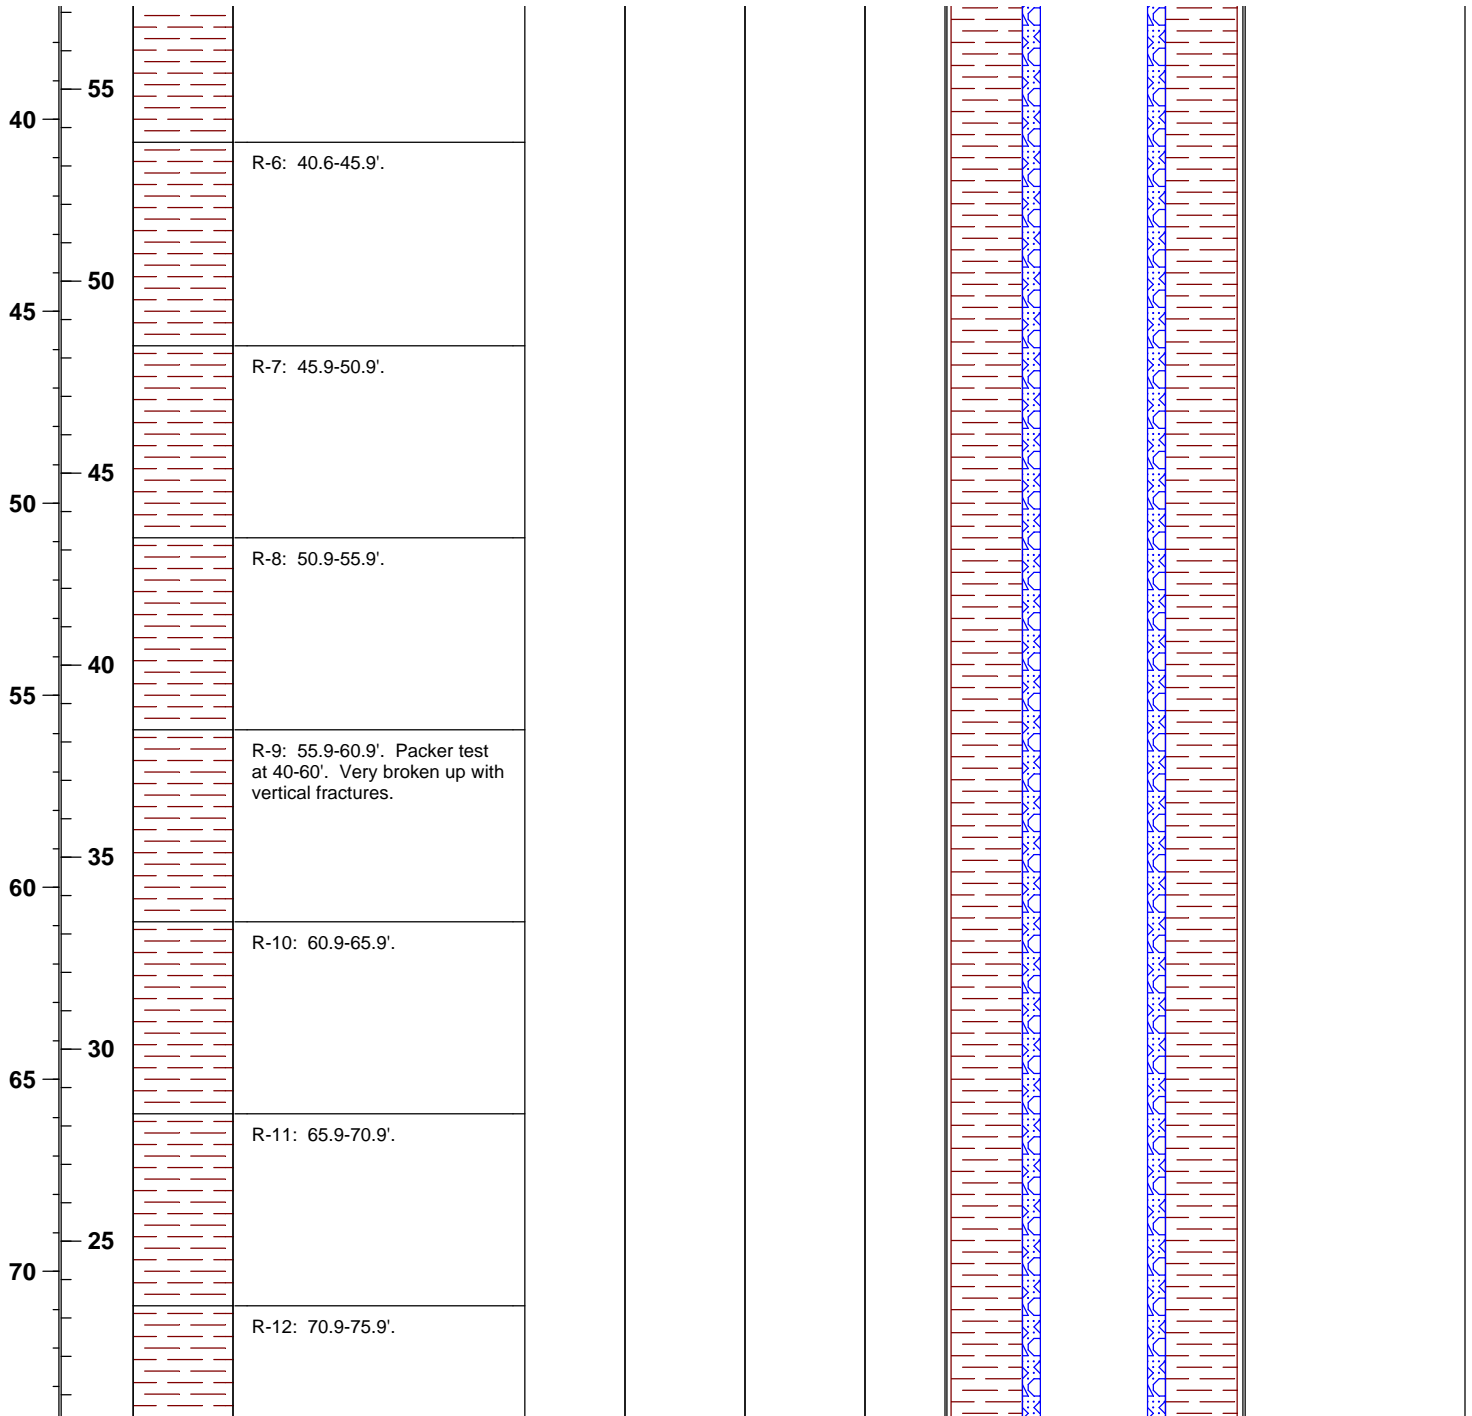 55
40
R-6: 40.6-45.9'.
50
45
R-7: 45.9-50.9'.
45
50
R-8: 50.9-55.9'.
40
55
R-9: 55.9-60.9'. Packer test
at 40-60'. Very broken up with
vertical fractures.
35
60
R-10: 60.9-65.9'.
30
65
R-11: 65.9-70.9'.
25
70
R-12: 70.9-75.9'.